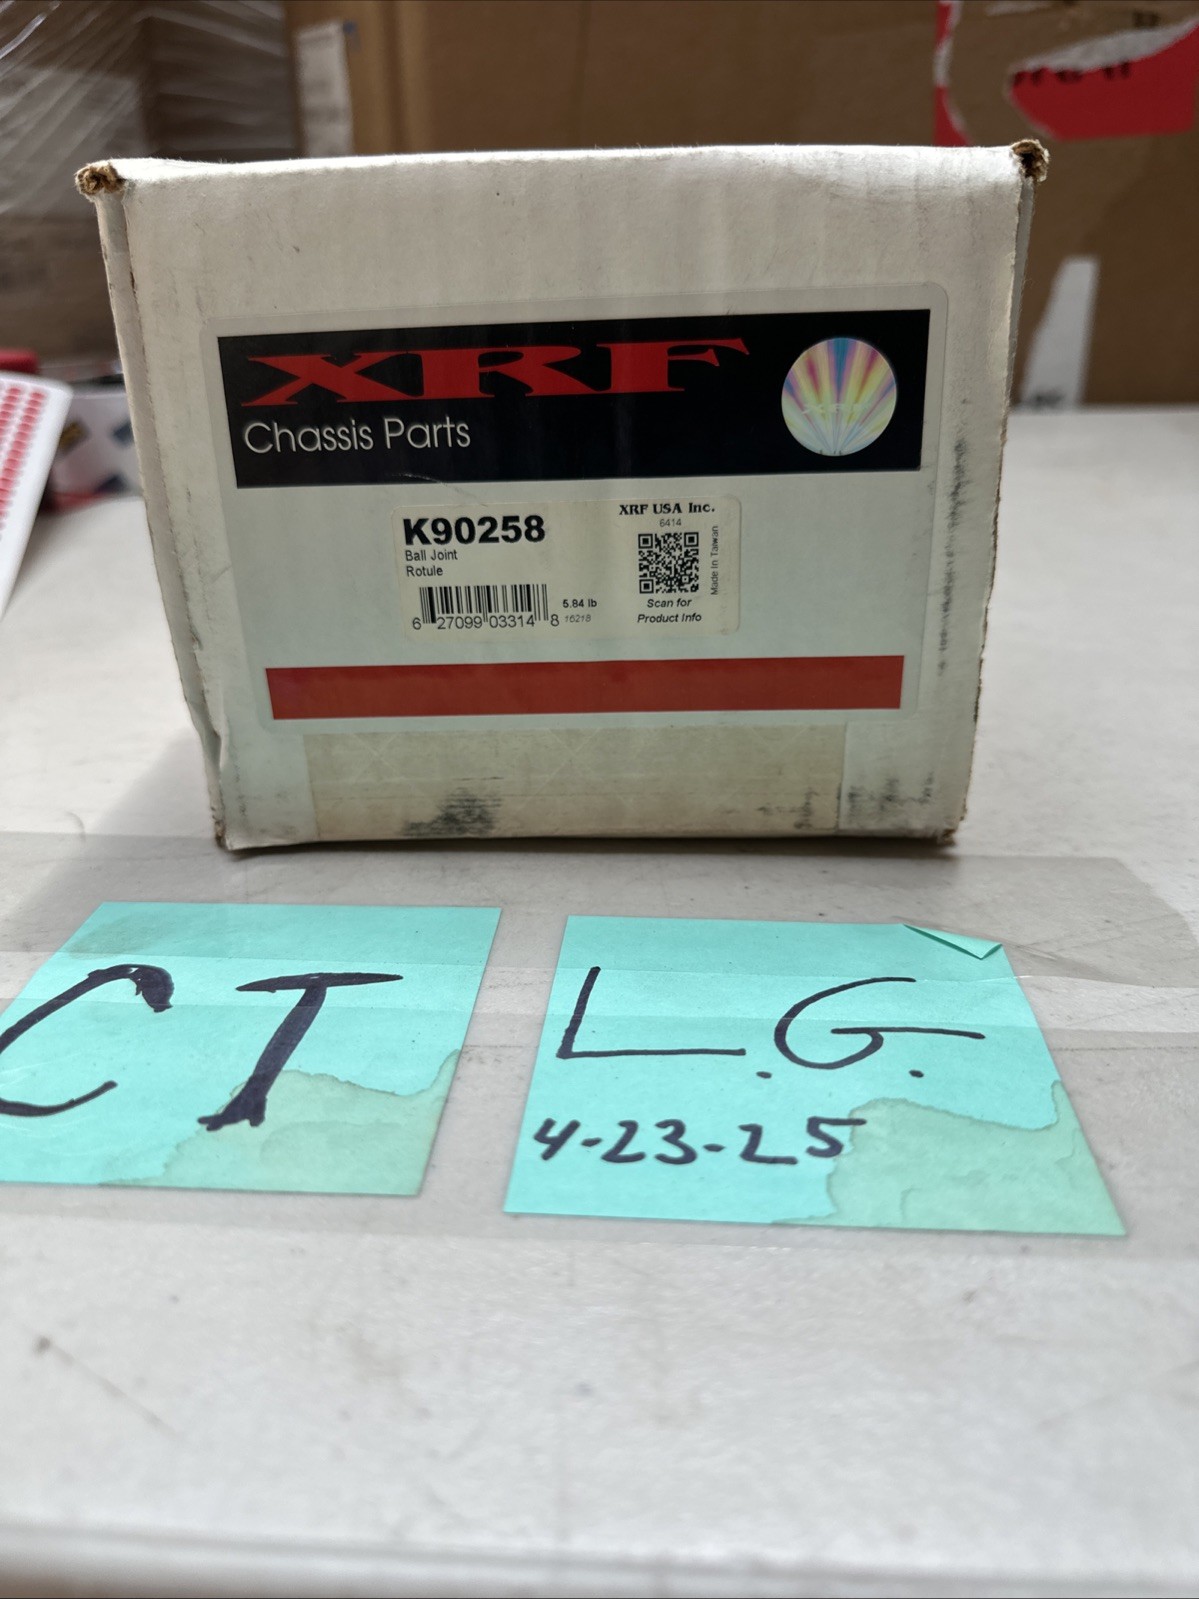 XRF
Chassis Parts
K90258
Ball Joint
Rotule
6 27099 03314 8
5.84 lb
16218
XRF USA Inc.
6414
Made In Taiwan
Scan for
Product Info
CT
L.G.
4-23-25